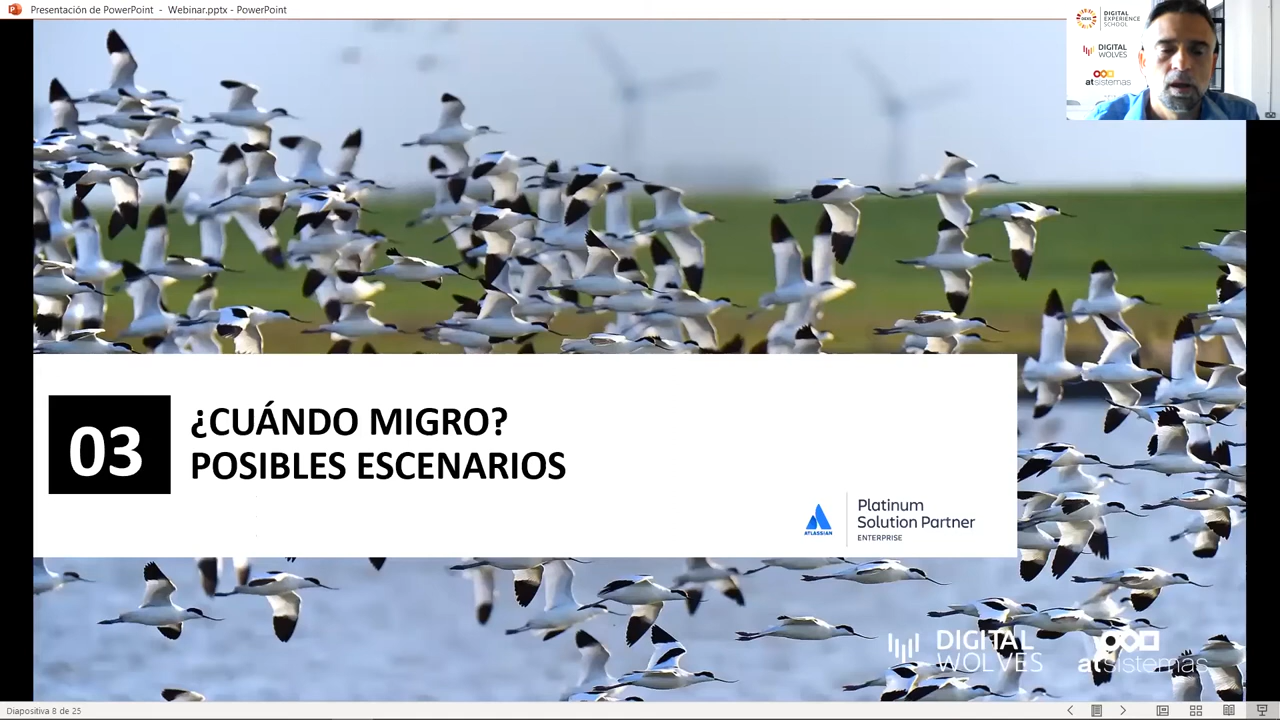 Presentación de PowerPoint - Webinar.pptx - PowerPoint
DIGITAL
EXPERIENCE
SCHOOL
DIGITAL
WOLVES
atsistemas
03
¿CUÁNDO MIGRO?
POSIBLES ESCENARIOS
ATLASSIAN
Platinum
Solution Partner
ENTERPRISE
DIGITAL
WOLVES
atsistemas
Diapositiva 8 de 25